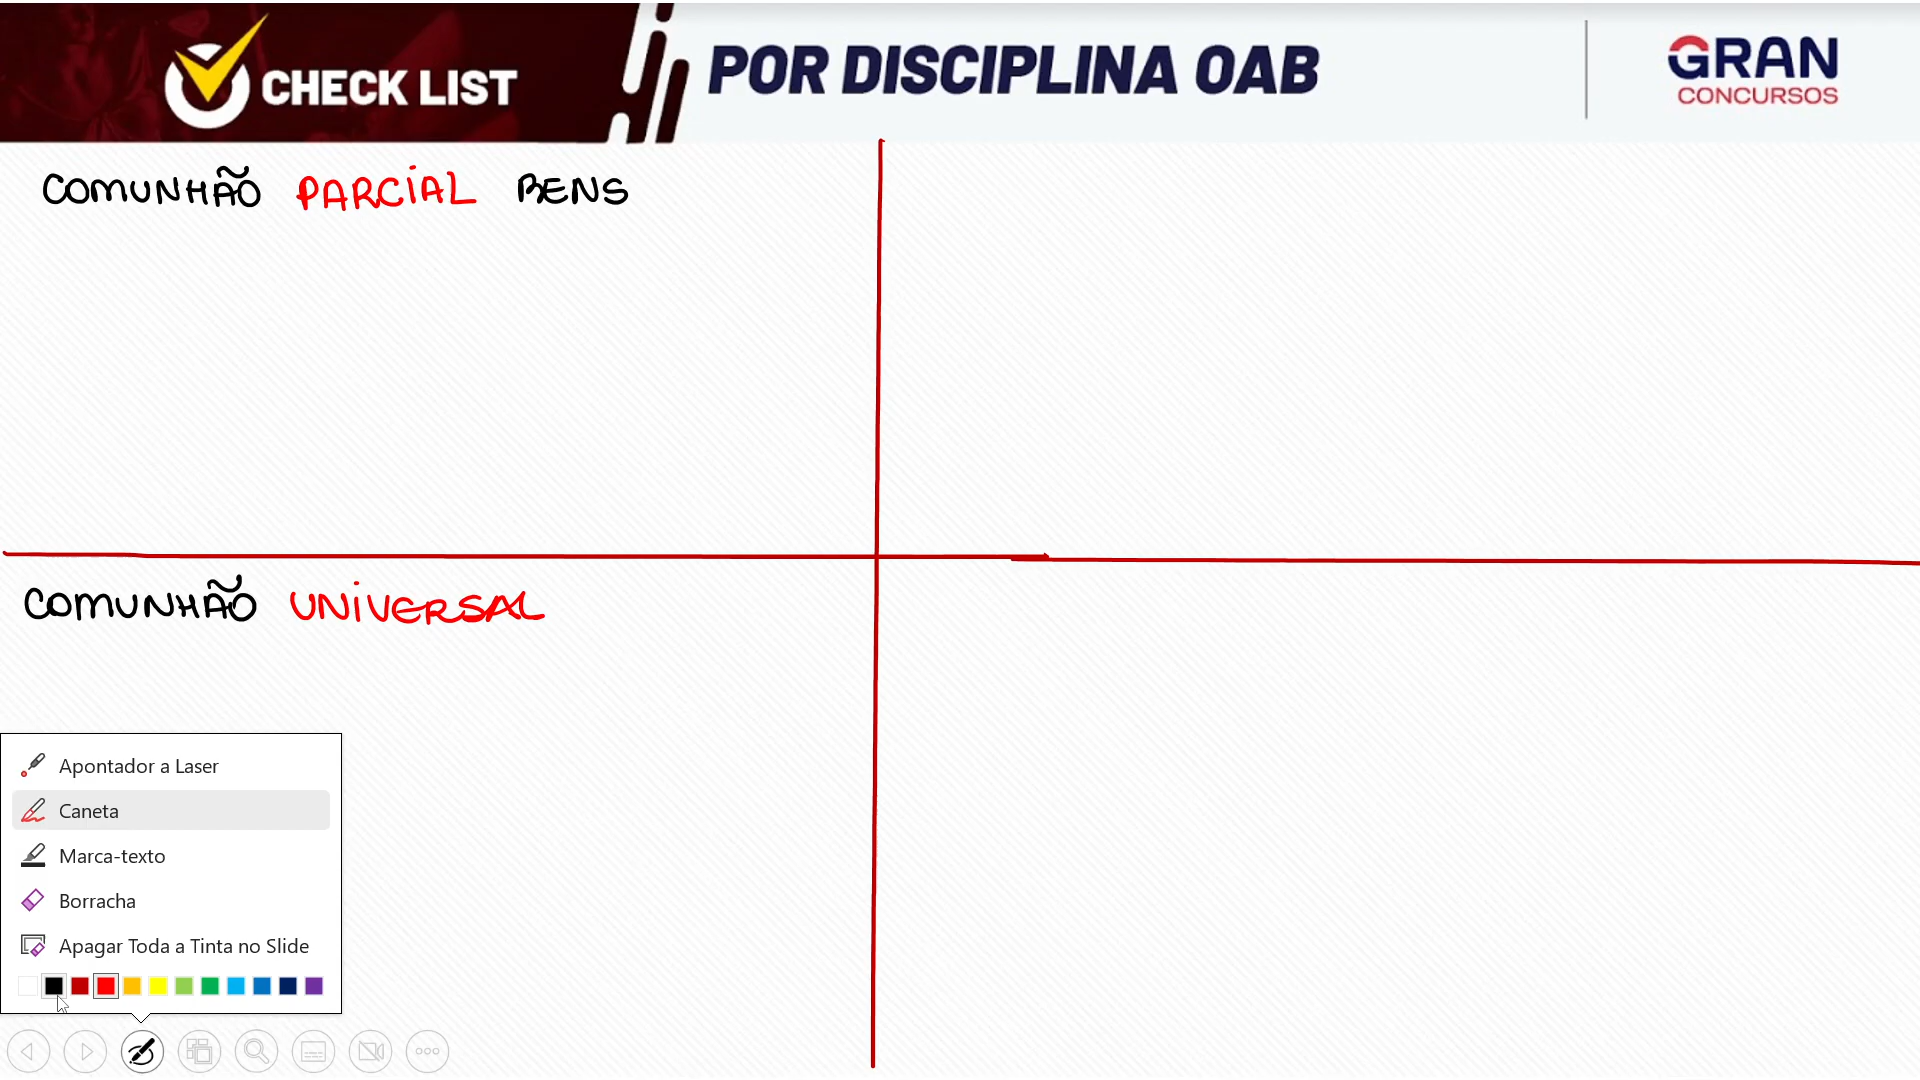 CHECK LIST
POR DISCIPLINA OAB
GRAN
CONCURSOS
COMUNHÃO PARCIAL BENS
COMUNHÃO UNIVERSAL
Apontador a Laser
Caneta
Marca-texto
Borracha
Apagar Toda a Tinta no Slide